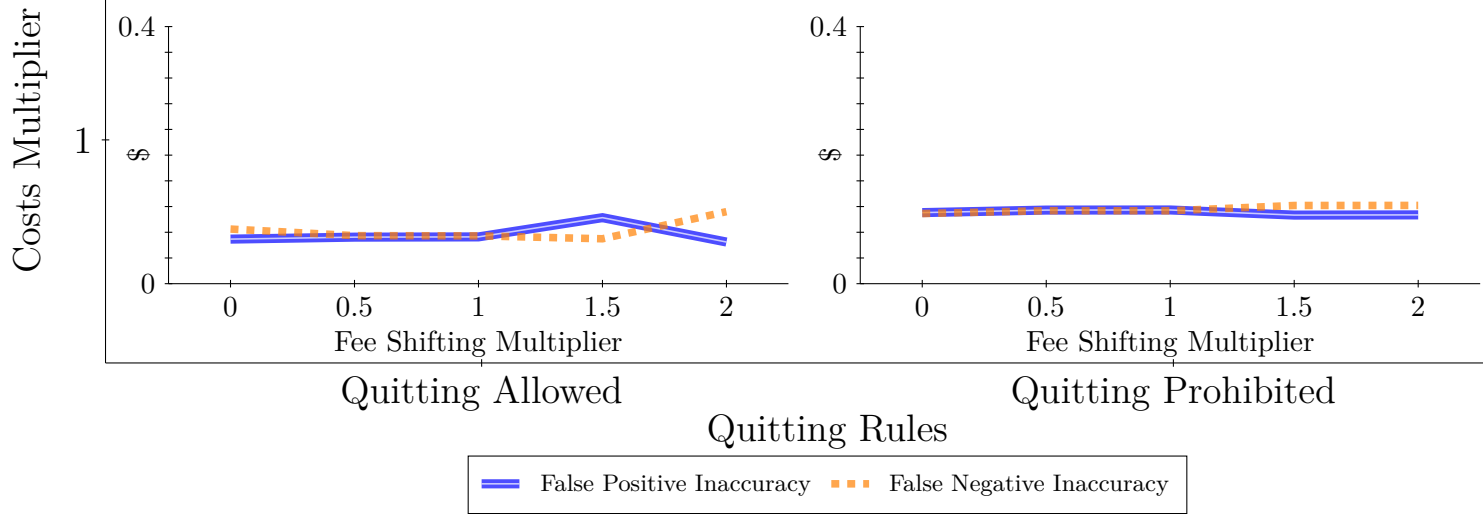 Costs Multiplier
1
0.4
$
0
0
0.5
1
1.5
2
Fee Shifting Multiplier
Quitting Allowed
0.4
$
0
0
0.5
1
1.5
2
Fee Shifting Multiplier
Quitting Prohibited
Quitting Rules
False Positive Inaccuracy
False Negative Inaccuracy